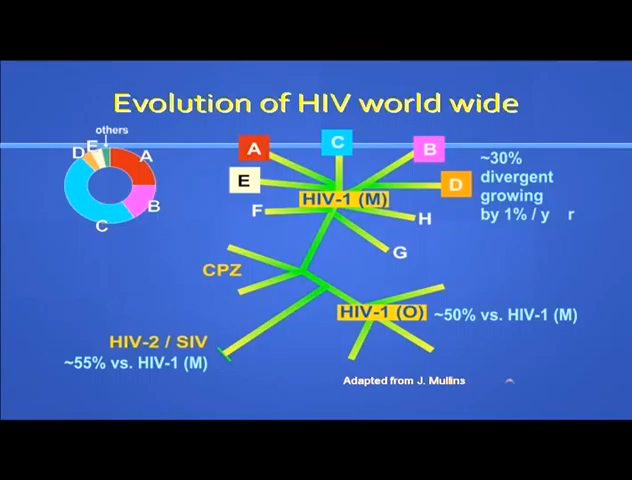 Evolution of HIV world wide
others
D
E
A
B
C
A
C
B
E
D
F
HIV-1 (M)
H
G
~30%
divergent
growing
by 1% / y r
CPZ
HIV-1 (O)
~50% vs. HIV-1 (M)
HIV-2 / SIV
~55% vs. HIV-1 (M)
Adapted from J. Mullins